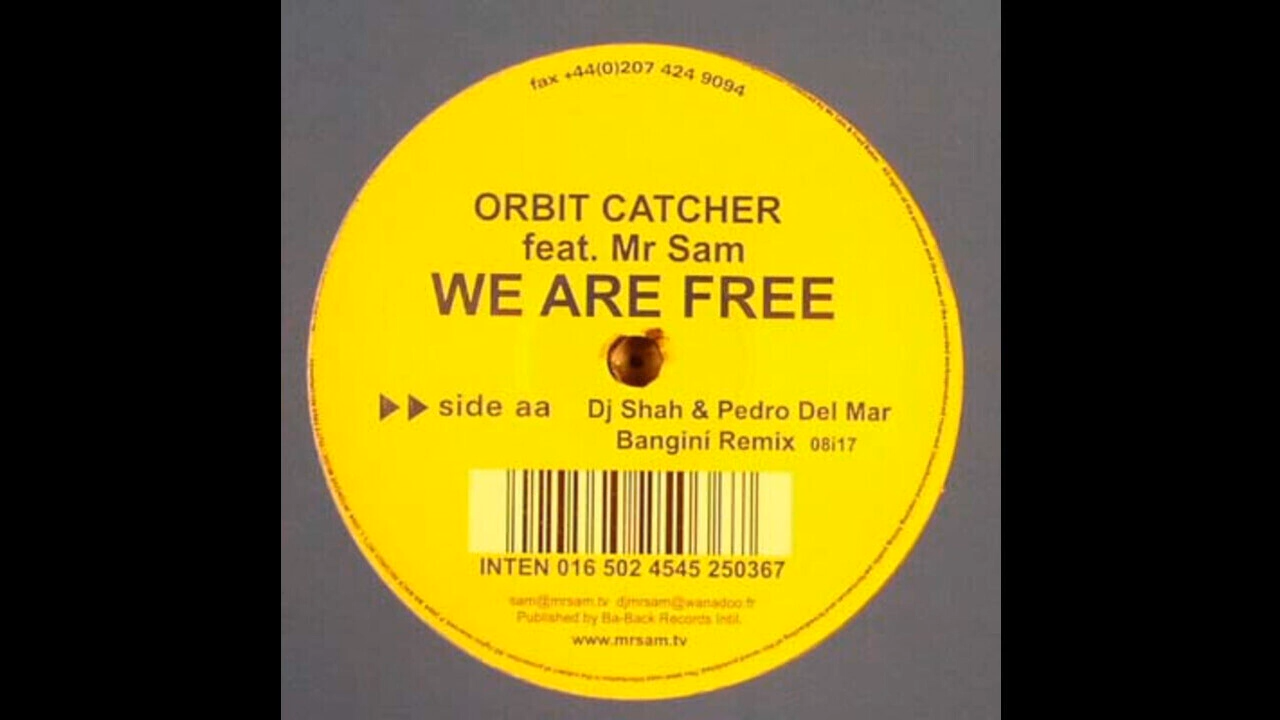 fax +44(0)207 424 9094
ORBIT CATCHER
feat. Mr Sam
WE ARE FREE
side aa
Dj Shah & Pedro Del Mar
Bangini Remix 08i17
INTEN 016 502 4545 250367
sam@mrsam.tv djmrsam@wanadoo.fr
Published by Ba-Back Records Intil.
www.mrsam.tv